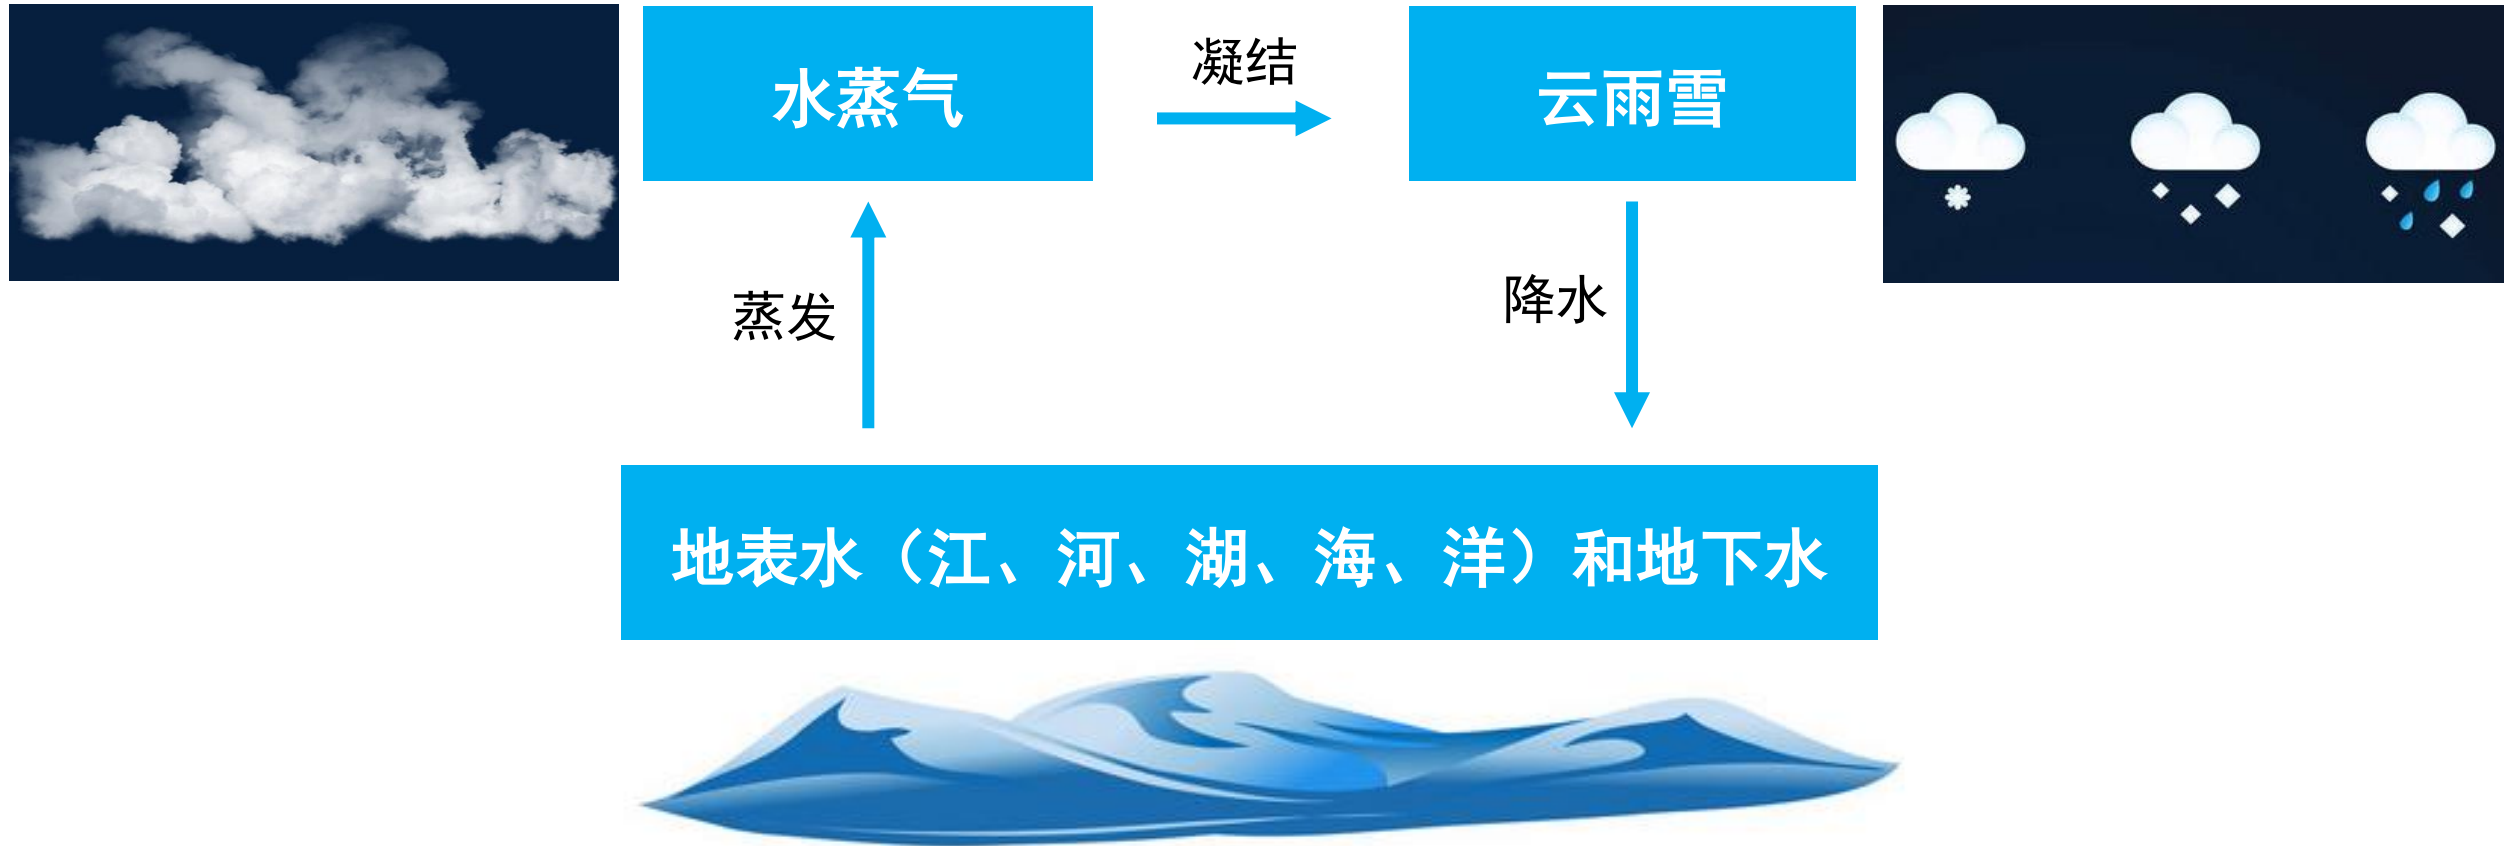 水蒸气
凝结
云雨雪
蒸发
降水
地表水（江、河、湖、海、洋）和地下水